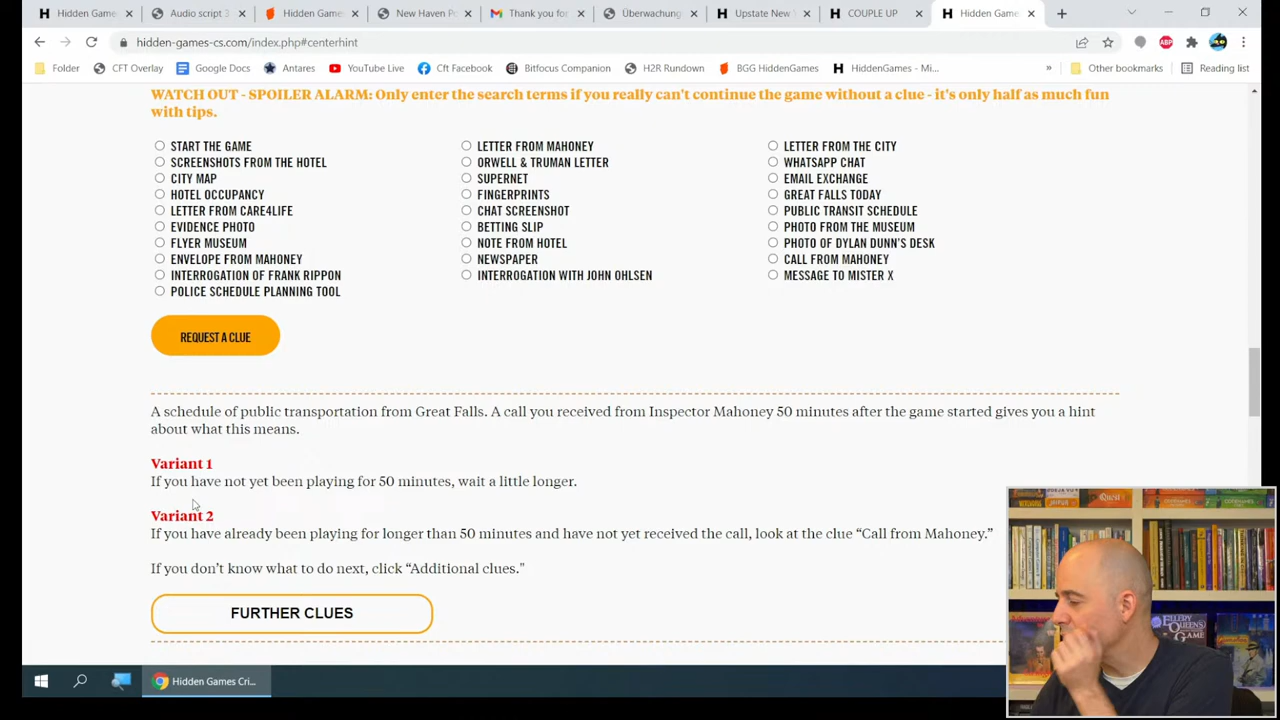 Hidden Game
Audio script 3
Hidden Game
New Haven Po
Thank you fo
Überwachung
Upstate New
COUPLE UP
Hidden Game
hidden-games-cs.com/index.php#centerhint
Folder
CFT Overlay
Google Docs
Antares
YouTube Live
Cft Facebook
Bitfocus Companion
H2R Rundown
BGG HiddenGames
HiddenGames - Mi...
»
Other bookmarks
Reading list
WATCH OUT - SPOILER ALARM: Only enter the search terms if you really can't continue the game without a clue - it's only half as much fun
with tips.
START THE GAME
LETTER FROM MAHONEY
LETTER FROM THE CITY
SCREENSHOTS FROM THE HOTEL
ORWELL & TRUMAN LETTER
WHATSAPP CHAT
CITY MAP
SUPERNET
EMAIL EXCHANGE
HOTEL OCCUPANCY
FINGERPRINTS
GREAT FALLS TODAY
LETTER FROM CARE4LIFE
CHAT SCREENSHOT
PUBLIC TRANSIT SCHEDULE
EVIDENCE PHOTO
BETTING SLIP
PHOTO FROM THE MUSEUM
FLYER MUSEUM
NOTE FROM HOTEL
PHOTO OF DYLAN DUNN'S DESK
ENVELOPE FROM MAHONEY
NEWSPAPER
CALL FROM MAHONEY
INTERROGATION OF FRANK RIPPON
INTERROGATION WITH JOHN OHLSEN
MESSAGE TO MISTER X
POLICE SCHEDULE PLANNING TOOL
REQUEST A CLUE
A schedule of public transportation from Great Falls. A call you received from Inspector Mahoney 50 minutes after the game started gives you a hint
about what this means.
Variant 1
If you have not yet been playing for 50 minutes, wait a little longer.
Variant 2
If you have already been playing for longer than 50 minutes and have not yet received the call, look at the clue “Call from Mahoney.”
If you don’t know what to do next, click “Additional clues."
FURTHER CLUES
Hidden Games Cri...
ELLERY QUEEN'S
GAME